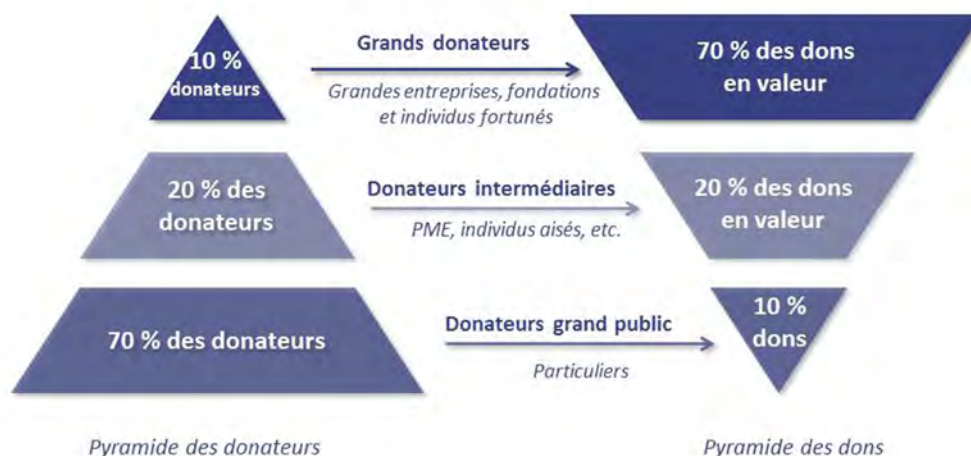 10 %
donateurs
Grands donateurs
Grandes entreprises, fondations
et individus fortunés
70 % des dons
en valeur
20 % des
donateurs
Donateurs intermédiaires
PME, individus aisés, etc.
20 % des dons
en valeur
70 % des donateurs
Donateurs grand public
Particuliers
10 %
dons
Pyramide des donateurs
Pyramide des dons